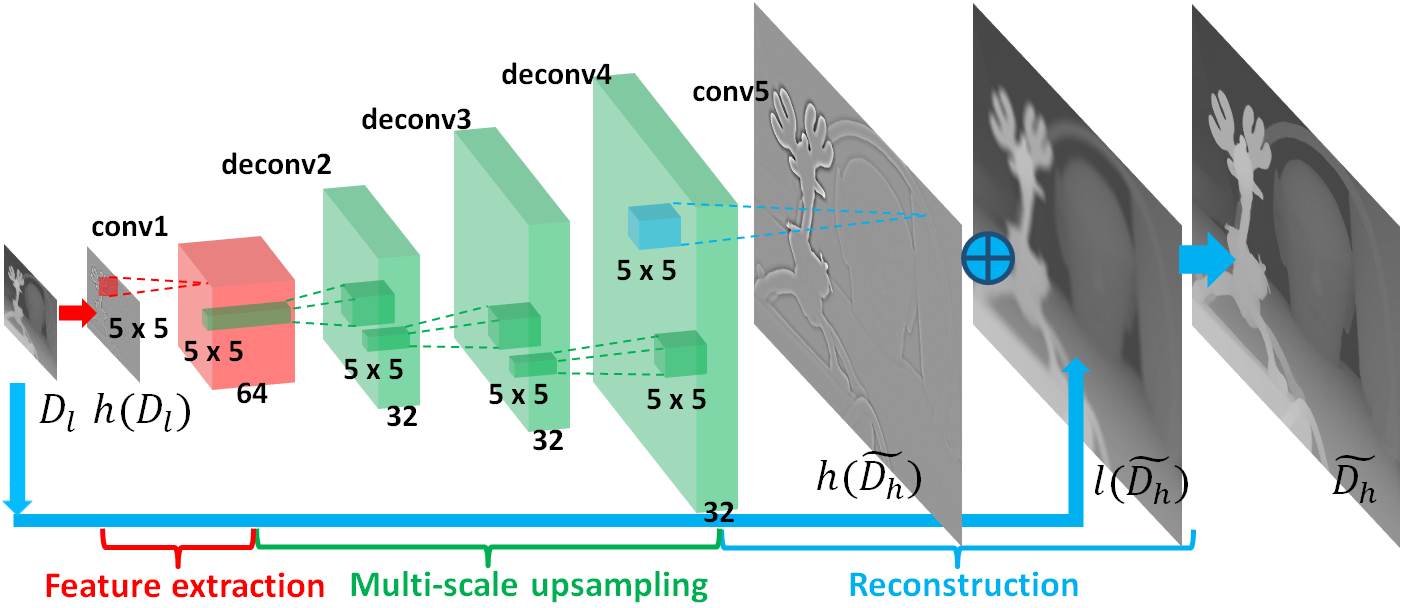 conv1
deconv2
deconv3
deconv4
conv5
5 x 5
5 x 5
5 x 5
5 x 5
5 x 5
5 x 5
64
32
32
32
D_l
h(D_l)
h(\widetilde{D_h})
l(\widetilde{D_h})
\widetilde{D_h}
Feature extraction
Multi-scale upsampling
Reconstruction